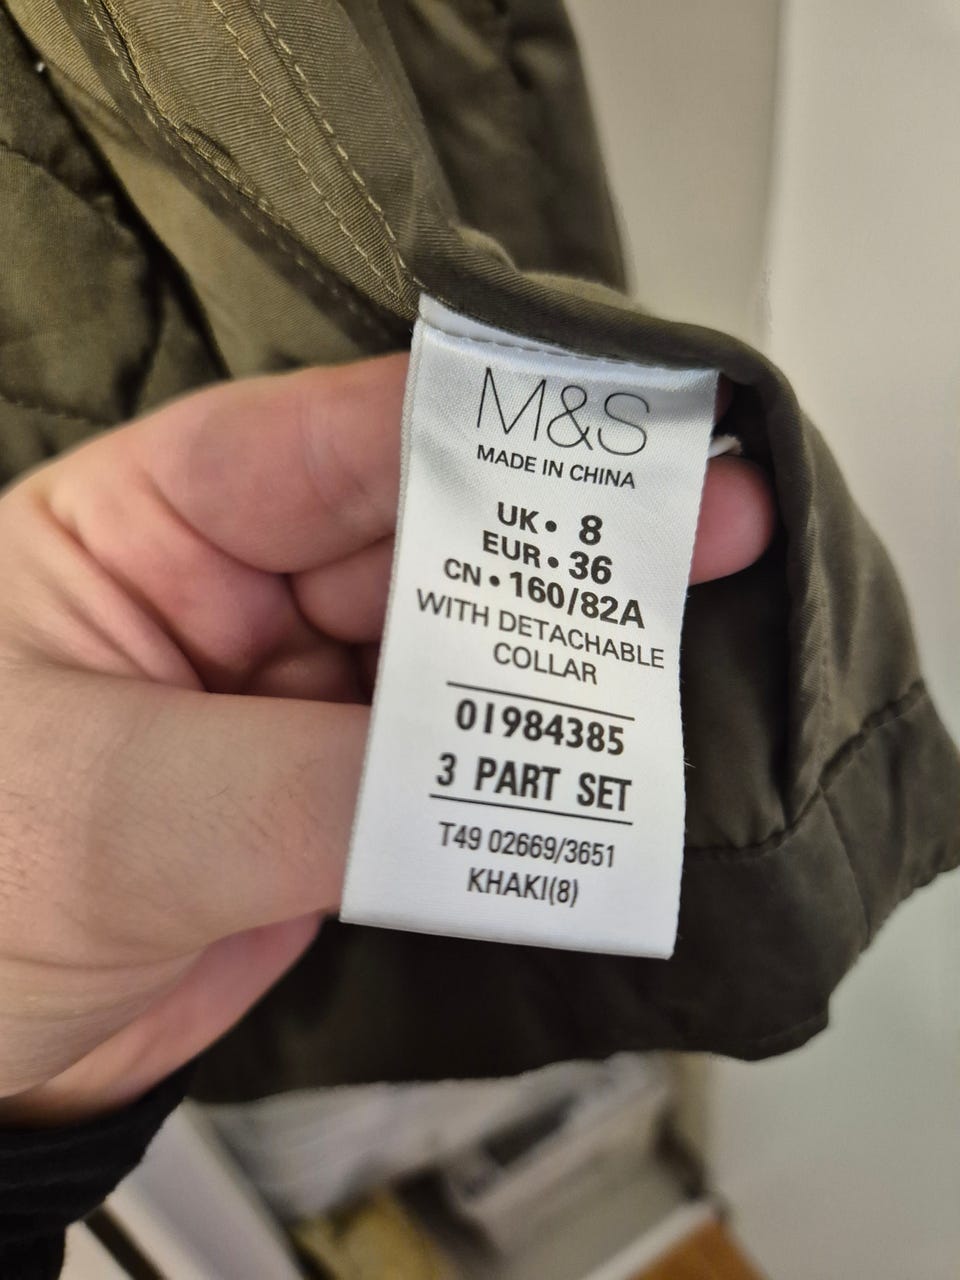 M&S
MADE IN CHINA
UK • 8
EUR • 36
CN • 160/82A
WITH DETACHABLE
COLLAR
01984385
3 PART SET
T49 02669/3651
KHAKI(8)